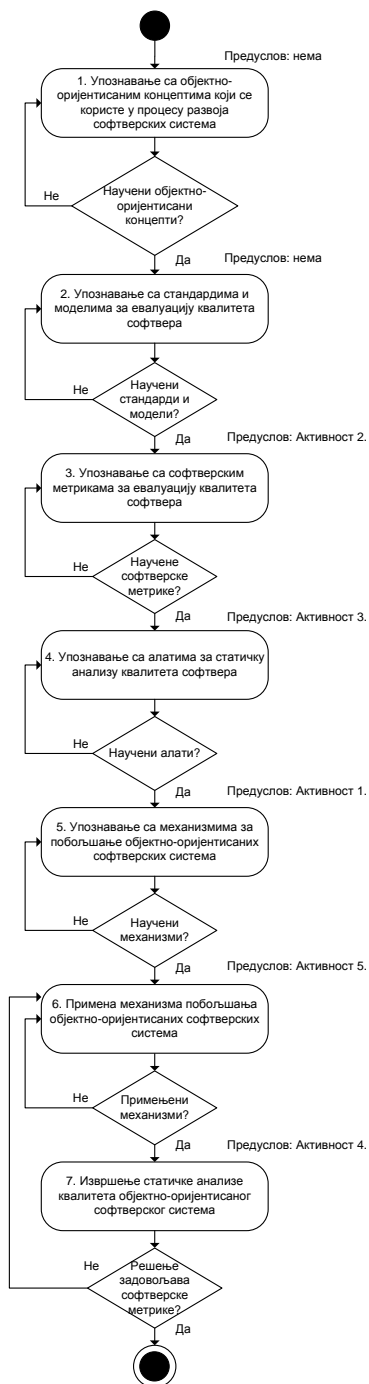 Предуслов: нема
1. Упознавање са објектно-
оријентисаним концептима који се
користе у процесу развоја
софтверских система
Не
Научени објектно-
оријентисани
концепти?
Да
Предуслов: нема
2. Упознавање са стандардима и
моделима за евалуацију квалитета
софтвера
Не
Научени
стандарди и
модели?
Да
Предуслов: Активност 2.
3. Упознавање са софтверским
метрикама за евалуацију квалитета
софтвера
Не
Научене
софтверске
метрике?
Да
Предуслов: Активност 3.
4. Упознавање са алатима за статичку
анализу квалитета софтвера
Не
Научени алати?
Да
Предуслов: Активност 1.
5. Упознавање са механизмима за
побољшање објектно-оријентисаних
софтверских система
Не
Научени
механизми?
Да
Предуслов: Активност 5.
6. Примена механизма побољшања
објектно-оријентисаних софтверских
система
Не
Примењени
механизми?
Да
Предуслов: Активност 4.
7. Извршење статичке анализе
квалитета објектно-оријентисаног
софтверског система
Не
Решење
задовољава
софтверске
метрике?
Да